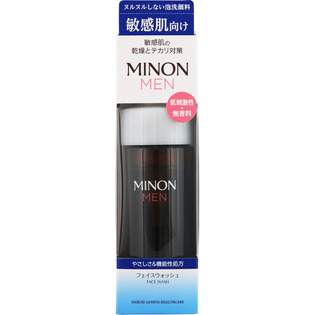 ヌルヌルしない泡洗顔料
敏感肌向け
敏感肌の
乾燥とテカリ対策
MINON
MEN
低刺激性
・
無香料
MINON
MEN
やさしさ&機能性処方
フェイスウォッシュ
FACE WASH
DAIICHI SANKYO HEALTHCARE